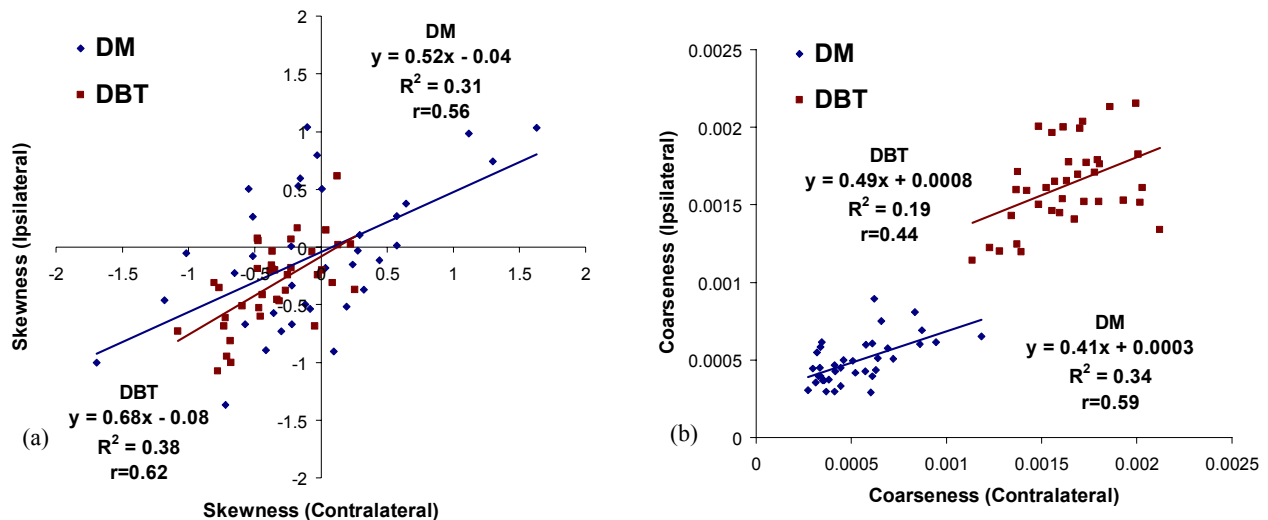 DM
DBT
DM
y = 0.52x - 0.04
R² = 0.31
r=0.56
2
1.5
1
0.5
0
-0.5
-1
-1.5
-2
-2
-1.5
-1
-0.5
0
0.5
1
1.5
2
Skewness (Ipsilateral)
DBT
y = 0.68x - 0.08
R² = 0.38
r=0.62
(a)
Skewness (Contralateral)
DM
DBT
0.0025
0.002
0.0015
0.001
0.0005
0
Coarseness (Ipsilateral)
DBT
y = 0.49x + 0.0008
R² = 0.19
r=0.44
DM
y = 0.41x + 0.0003
R² = 0.34
r=0.59
(b)
0
0.0005
0.001
0.0015
0.002
0.0025
Coarseness (Contralateral)